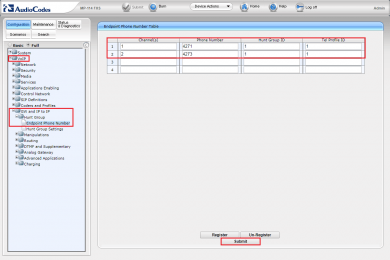 AudioCodes
MP-114 FXS
Submit
Burn
Device Actions
Home
Help
Log off
Configuration
Maintenance
Status & Diagnostics
Scenarios
Search
Basic
Full
System
VoIP
Network
Security
Media
Services
Applications Enabling
Control Network
SIP Definitions
Coders and Profiles
GW and IP to IP
Hunt Group
Endpoint Phone Number
Hunt Group Settings
Manipulations
Routing
DTMF and Supplementary
Analog Gateway
Advanced Applications
Charging
Endpoint Phone Number Table
Channel(s)
Phone Number
Hunt Group ID
Tel Profile ID
1
1
4271
1
1
2
2
4273
1
1
3
4
Register
Un-Register
Submit